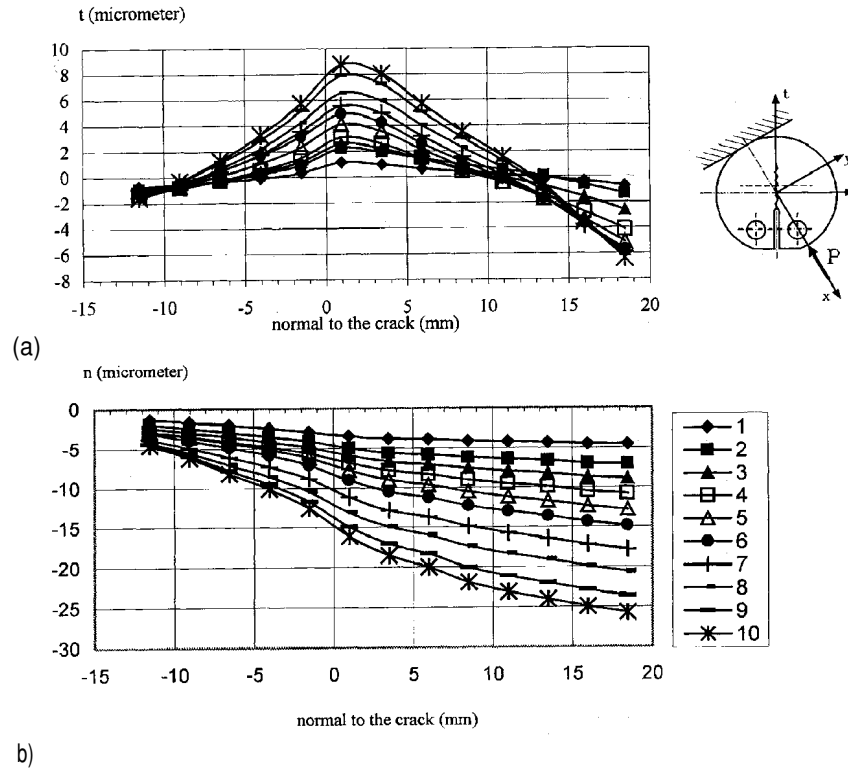 t (micrometer)
10
8
6
4
2
0
-2
-4
-6
-8
-15 -10 -5 0 5 10 15 20
normal to the crack (mm)
(a)
t
y
P
x
n (micrometer)
0
-5
-10
-15
-20
-25
-30
-15 -10 -5 0 5 10 15 20
normal to the crack (mm)
1
2
3
4
5
6
7
8
9
10
b)